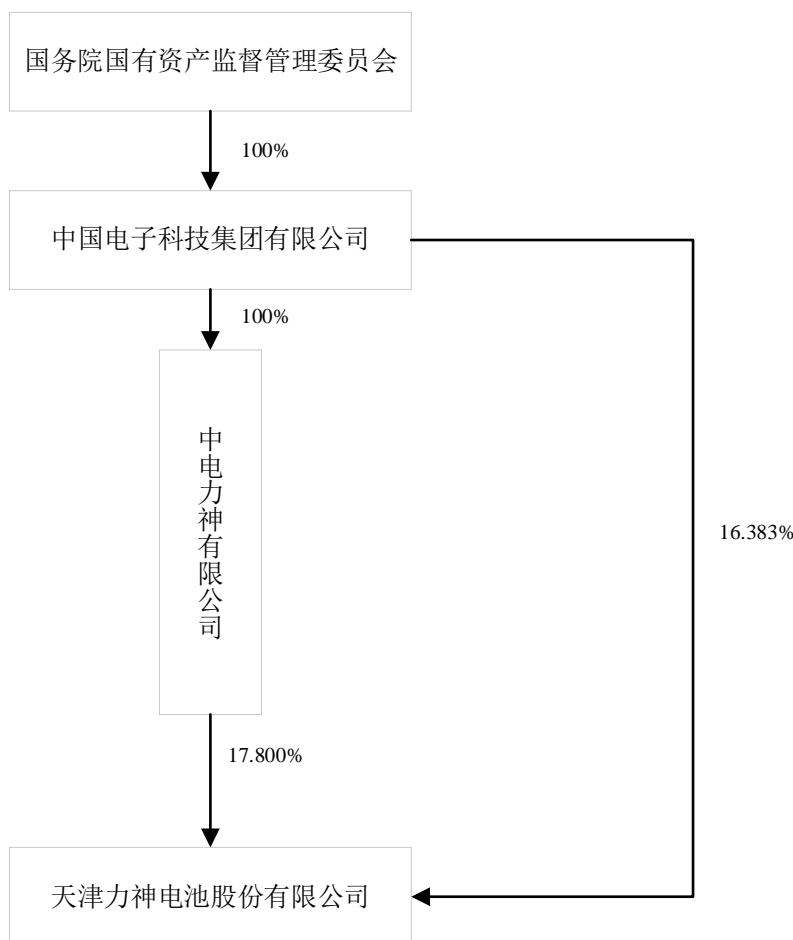 国务院国有资产监督管理委员会
100%
中国电子科技集团有限公司
100%
中电力神有限公司
16.383%
17.800%
天津力神电池股份有限公司